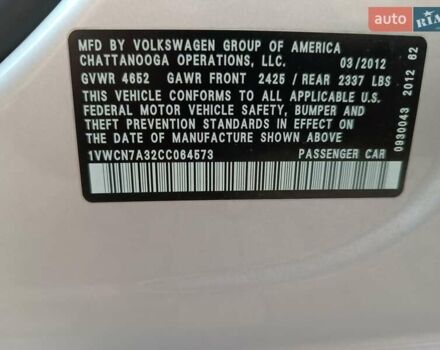 auto RIA
MFD BY VOLKSWAGEN GROUP OF AMERICA
CHATTANOOGA OPERATIONS, LLC. 03/2012
GVWR 4652 GAWR FRONT 2425 / REAR 2337 LBS
THIS VEHICLE CONFORMS TO ALL APPLICABLE U.S.
FEDERAL MOTOR VEHICLE SAFETY, BUMPER AND
THEFT PREVENTION STANDARDS IN EFFECT ON
THE DATE OF MANUFACTURE SHOWN ABOVE.
1VWCN7A32CC064573 PASSENGER CAR
0930043 2012 62